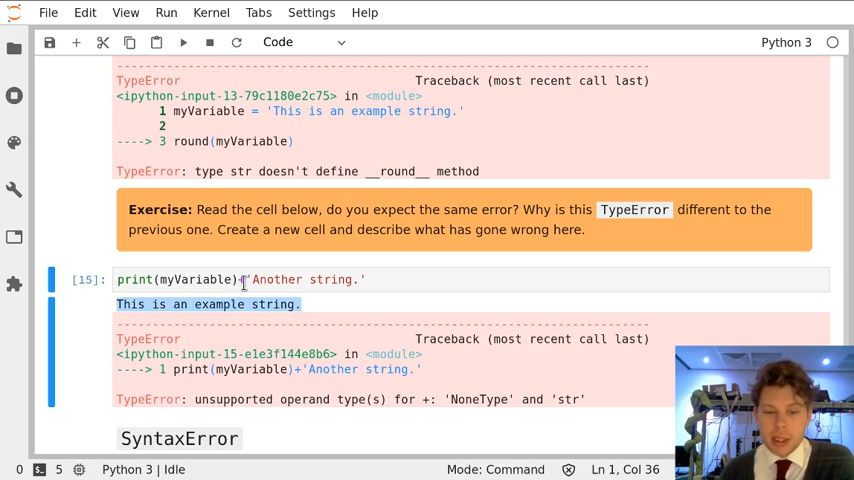 File Edit View Run Kernel Tabs Settings Help
Code Python 3
TypeError Traceback (most recent call last)
<ipython-input-13-79c1180e2c75> in <module>
1 myVariable = 'This is an example string.'
2
----> 3 round(myVariable)
TypeError: type str doesn't define __round__ method
Exercise: Read the cell below, do you expect the same error? Why is this TypeError different to the
previous one. Create a new cell and describe what has gone wrong here.
[15]: print(myVariable)+'Another string.'
This is an example string.
---------------------------------------------------------------------------
TypeError Traceback (most recent call last)
<ipython-input-15-e1e3f144e8b6> in <module>
----> 1 print(myVariable)+'Another string.'
TypeError: unsupported operand type(s) for +: 'NoneType' and 'str'
SyntaxError
0 5 Python 3 | Idle Mode: Command Ln 1, Col 36